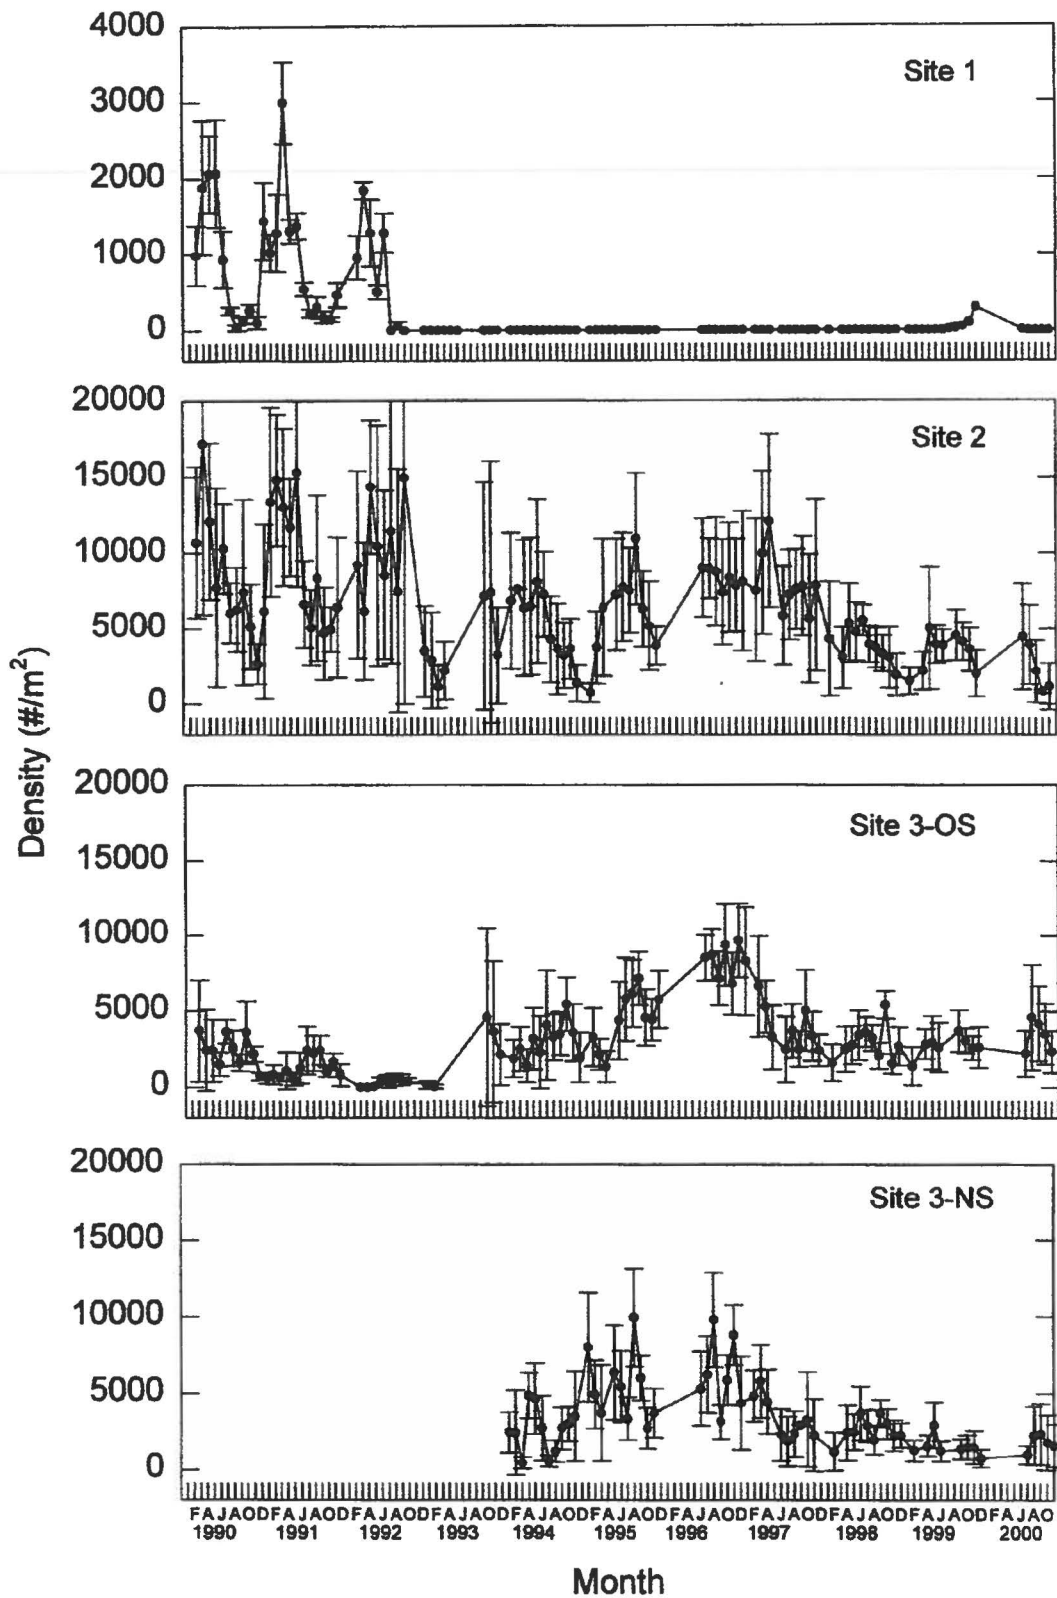 4000
Site 1
3000
2000
1000
0
20000
Site 2
15000
10000
5000
0
Density (#/m²)
20000
Site 3-OS
15000
10000
5000
0
20000
Site 3-NS
15000
10000
5000
0
FAJAODFAJAODFAJAODFAJAODFAJAODFAJAODFAJAODFAJAODFAJAODFAJAODFAJAO
1990 1991 1992 1993 1994 1995 1996 1997 1998 1999 2000
Month